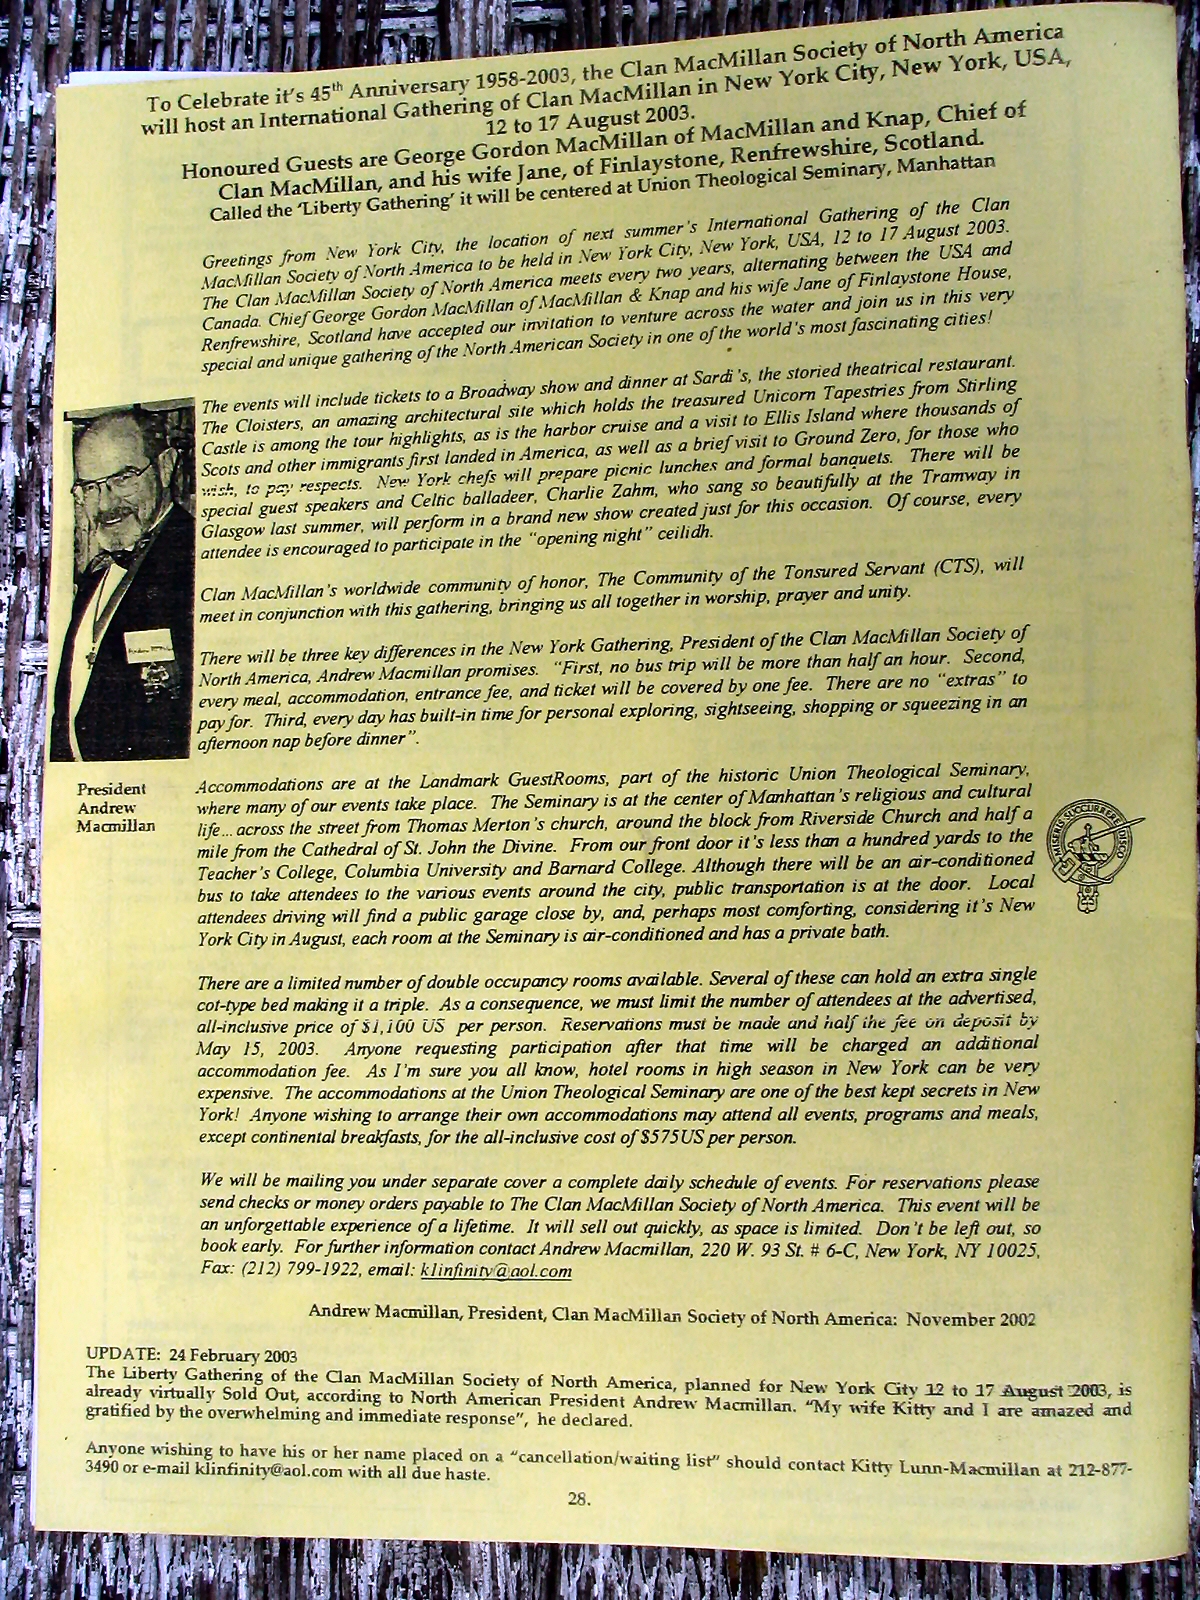 To Celebrate it's 45th Anniversary 1958-2003, the Clan MacMillan Society of North America
will host an International Gathering of Clan MacMillan in New York City, New York, USA,
12 to 17 August 2003.
Honoured Guests are George Gordon MacMillan of MacMillan and Knap, Chief of
Clan MacMillan, and his wife Jane, of Finlaystone, Renfrewshire, Scotland.
Called the 'Liberty Gathering' it will be centered at Union Theological Seminary, Manhattan
Greetings from New York City, the location of next summer's International Gathering of the Clan
MacMillan Society of North America to be held in New York City, New York, USA, 12 to 17 August 2003.
The Clan MacMillan Society of North America meets every two years, alternating between the USA and
Canada. Chief George Gordon MacMillan of MacMillan & Knap and his wife Jane of Finlaystone House,
Renfrewshire, Scotland have accepted our invitation to venture across the water and join us in this very
special and unique gathering of the North American Society in one of the world's most fascinating cities!
The events will include tickets to a Broadway show and dinner at Sardi's, the storied theatrical restaurant.
The Cloisters, an amazing architectural site which holds the treasured Unicorn Tapestries from Stirling
Castle is among the tour highlights, as is the harbor cruise and a visit to Ellis Island where thousands of
Scots and other immigrants first landed in America, as well as a brief visit to Ground Zero, for those who
wish, to pay respects. New York chefs will prepare picnic lunches and formal banquets. There will be
special guest speakers and Celtic balladeer, Charlie Zahm, who sang so beautifully at the Tramway in
Glasgow last summer, will perform in a brand new show created just for this occasion. Of course, every
attendee is encouraged to participate in the "opening night" ceilidh.
Clan MacMillan's worldwide community of honor, The Community of the Tonsured Servant (CTS), will
meet in conjunction with this gathering, bringing us all together in worship, prayer and unity.
There will be three key differences in the New York Gathering, President of the Clan MacMillan Society of
North America, Andrew Macmillan promises. "First, no bus trip will be more than half an hour. Second,
every meal, accommodation, entrance fee, and ticket will be covered by one fee. There are no "extras" to
pay for. Third, every day has built-in time for personal exploring, sightseeing, shopping or squeezing in an
afternoon nap before dinner".
President
Andrew
Macmillan
Accommodations are at the Landmark GuestRooms, part of the historic Union Theological Seminary,
where many of our events take place. The Seminary is at the center of Manhattan's religious and cultural
life... across the street from Thomas Merton's church, around the block from Riverside Church and half a
mile from the Cathedral of St. John the Divine. From our front door it's less than a hundred yards to the
Teacher's College, Columbia University and Barnard College. Although there will be an air-conditioned
bus to take attendees to the various events around the city, public transportation is at the door. Local
attendees driving will find a public garage close by, and, perhaps most comforting, considering it's New
York City in August, each room at the Seminary is air-conditioned and has a private bath.
MISERIS SUCCURRERE DISCO
There are a limited number of double occupancy rooms available. Several of these can hold an extra single
cot-type bed making it a triple. As a consequence, we must limit the number of attendees at the advertised,
all-inclusive price of $1,100 US per person. Reservations must be made and half the fee on deposit by
May 15, 2003. Anyone requesting participation after that time will be charged an additional
accommodation fee. As I'm sure you all know, hotel rooms in high season in New York can be very
expensive. The accommodations at the Union Theological Seminary are one of the best kept secrets in New
York! Anyone wishing to arrange their own accommodations may attend all events, programs and meals,
except continental breakfasts, for the all-inclusive cost of $575US per person.
We will be mailing you under separate cover a complete daily schedule of events. For reservations please
send checks or money orders payable to The Clan MacMillan Society of North America. This event will be
an unforgettable experience of a lifetime. It will sell out quickly, as space is limited. Don't be left out, so
book early. For further information contact Andrew Macmillan, 220 W. 93 St. # 6-C, New York, NY 10025,
Fax: (212) 799-1922, email: klinfinity@aol.com
Andrew Macmillan, President, Clan MacMillan Society of North America: November 2002
UPDATE: 24 February 2003
The Liberty Gathering of the Clan MacMillan Society of North America, planned for New York City 12 to 17 August 2003, is
already virtually Sold Out, according to North American President Andrew Macmillan. "My wife Kitty and I are amazed and
gratified by the overwhelming and immediate response", he declared.
Anyone wishing to have his or her name placed on a "cancellation/waiting list" should contact Kitty Lunn-Macmillan at 212-877-
3490 or e-mail klinfinity@aol.com with all due haste.
28.